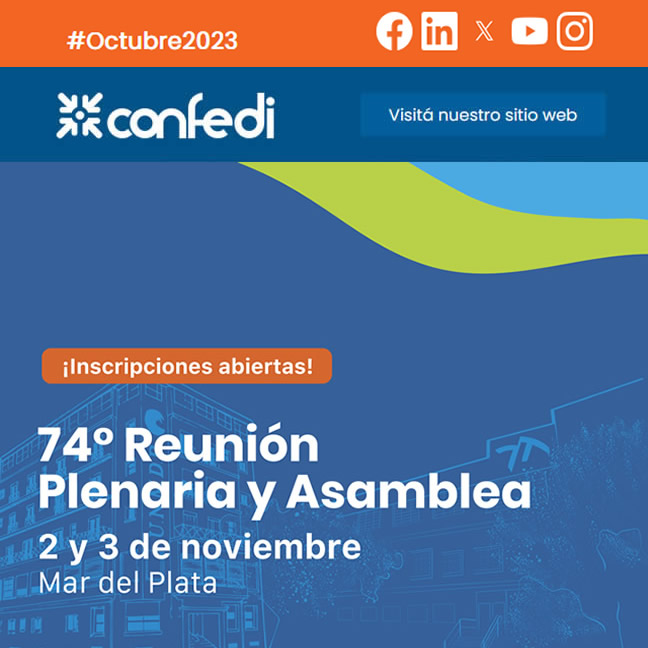 #Octubre2023
confedi
Visitá nuestro sitio web
¡Inscripciones abiertas!
74º Reunión
Plenaria y Asamblea
2 y 3 de noviembre
Mar del Plata